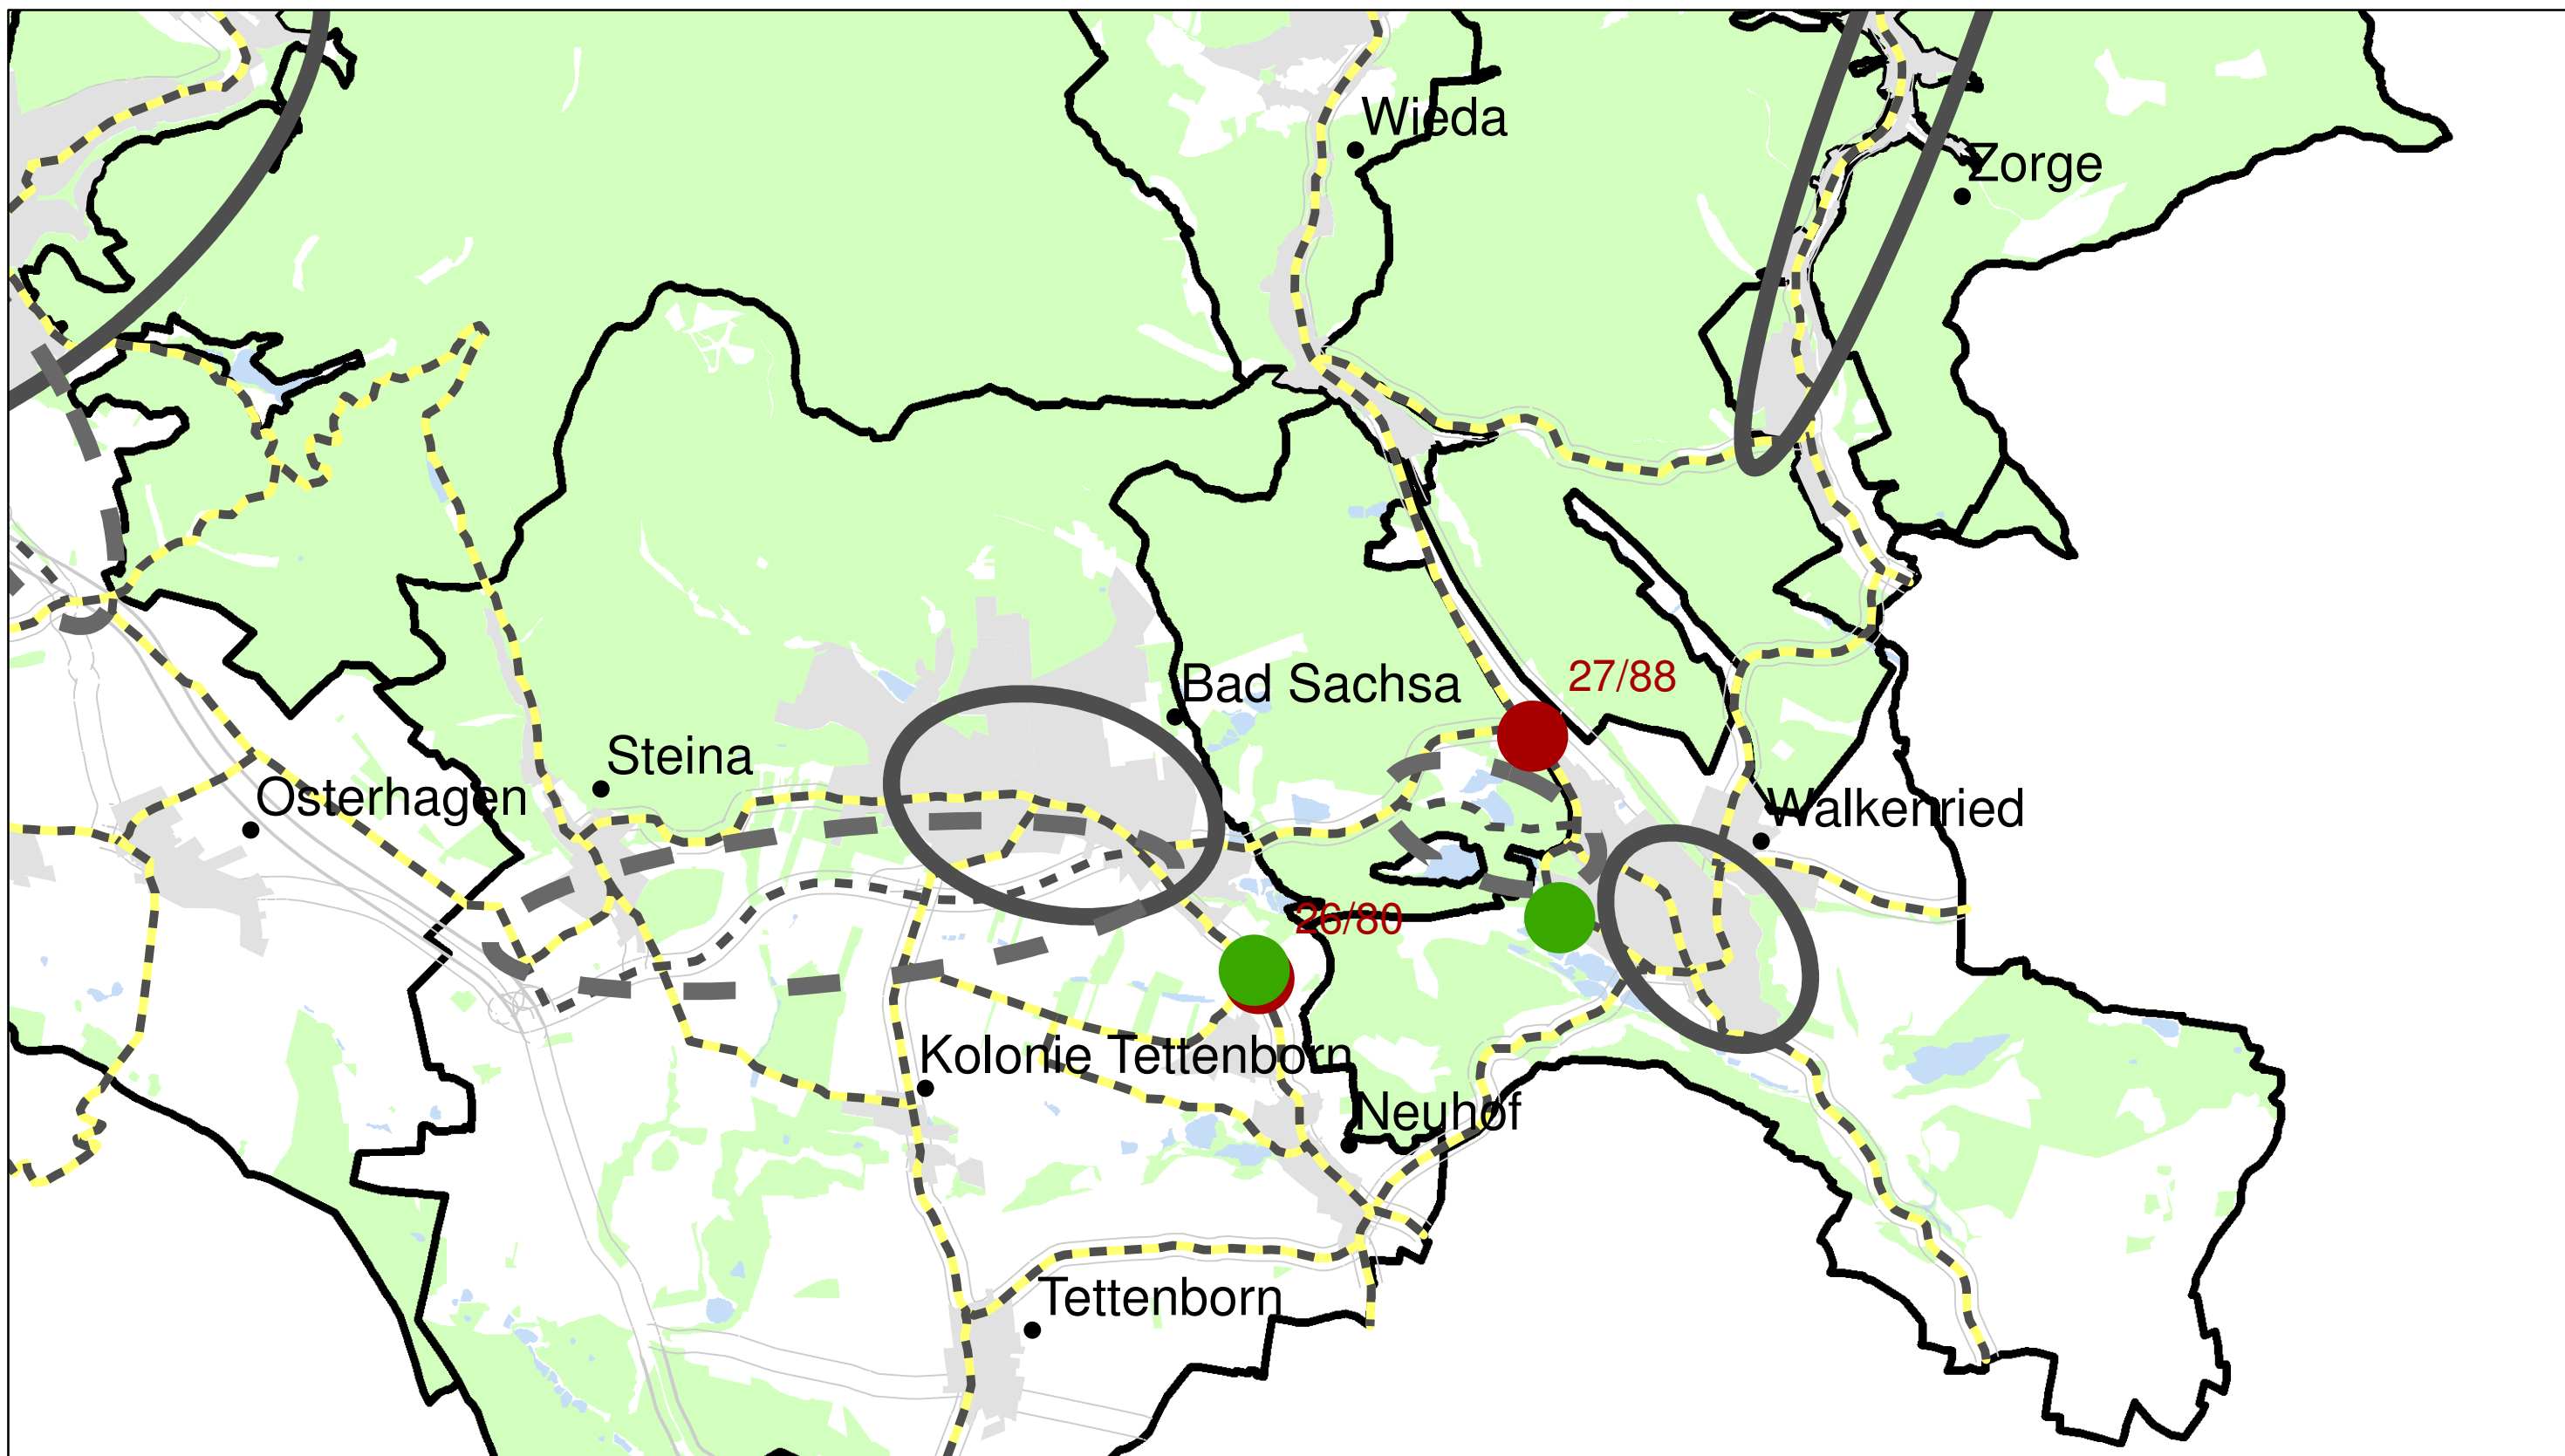 Wieda
Zorge
27/88
Bad Sachsa
Steina
Osterhagen
Walkenried
26/80
Kolonie Tettenborn
Neuhof
Tettenborn